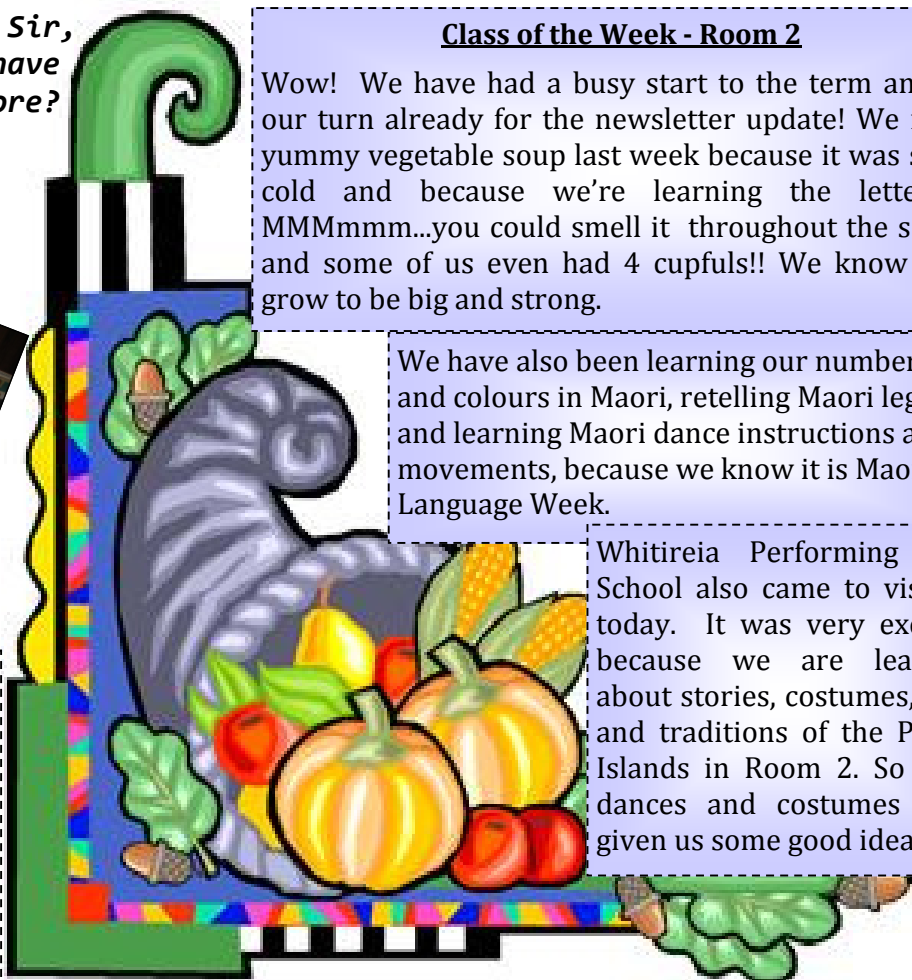 Sir,
have
ore?
Class of the Week - Room 2
Wow! We have had a busy start to the term an
our turn already for the newsletter update! We
yummy vegetable soup last week because it was s
cold and because we're learning the lette
MMMmmm...you could smell it throughout the s
and some of us even had 4 cupfuls!! We know
grow to be big and strong.
We have also been learning our number
and colours in Maori, retelling Maori leg
and learning Maori dance instructions a
movements, because we know it is Mao
Language Week.
Whitireia Performing
School also came to vis
today. It was very exc
because we are lea
about stories, costumes,
and traditions of the P
Islands in Room 2. So
dances and costumes
given us some good idea